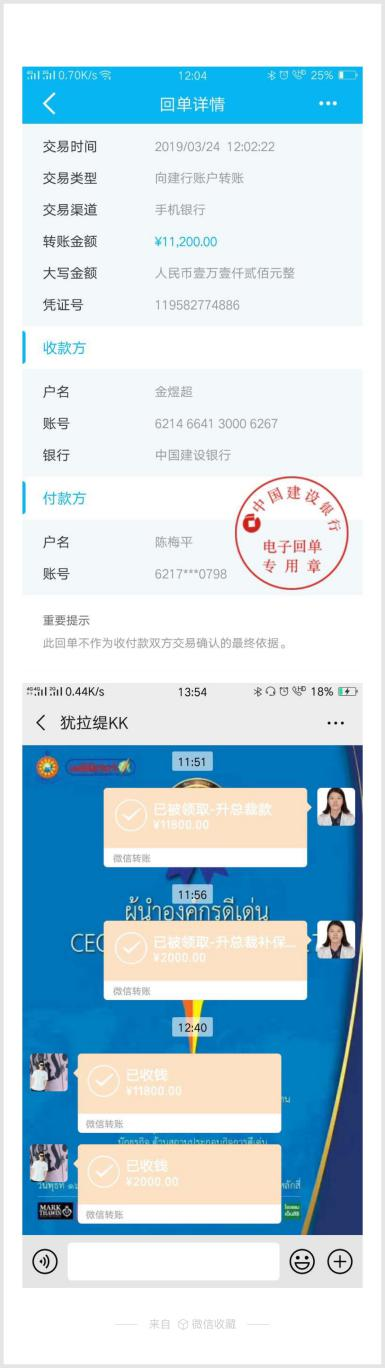 0.70K/s 12:04 25%
回单详情
交易时间 2019/03/24 12:02:22
交易类型 向建行账户转账
交易渠道 手机银行
转账金额 ¥11,200.00
大写金额 人民币壹万壹仟贰佰元整
凭证号 119582774886
收款方
户名 金煜超
账号 6214 6641 3000 6267
银行 中国建设银行
付款方
户名 陈梅平
账号 6217***0798
中国建设银行
电子回单
专用章
重要提示
此回单不作为收付款双方交易确认的最终依据。
0.44K/s 13:54 18%
犹拉缇KK
11:51
已被领取-升总裁款
¥11800.00
微信转账
11:56
ผู้นำองค์กรดีเด่น
CEO
已被领取-升总裁补保...
¥2000.00
微信转账
12:40
已收钱
¥11800.00
微信转账
已收钱
¥2000.00
微信转账
MARK
THAWIN
来自 微信收藏